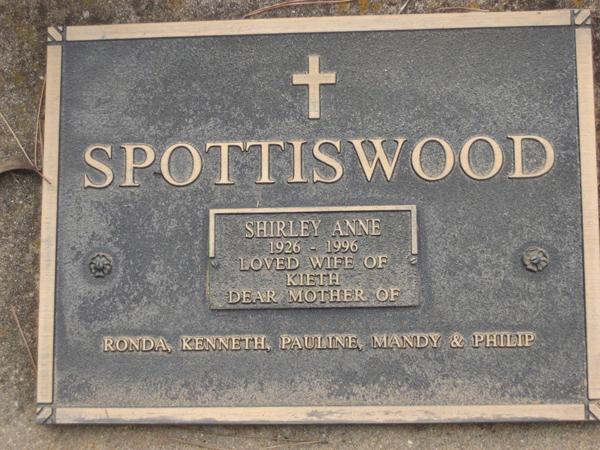 SPOTTISWOOD
SHIRLEY ANNE
1926 - 1996
LOVED WIFE OF
KIETH
DEAR MOTHER OF
RONDA, KENNETH, PAULINE, MANDY & PHILIP